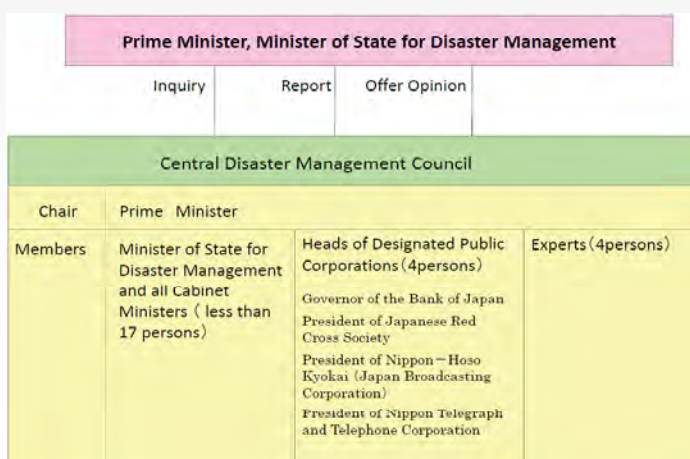 Prime Minister, Minister of State for Disaster Management
Inquiry
Report
Offer Opinion
Central Disaster Management Council
Chair
Prime Minister
Members
Minister of State for
Disaster Management
and all Cabinet
Ministers ( less than
17 persons)
Heads of Designated Public
Corporations(4persons)
Governor of the Bank of Japan
President of Japanese Red
Cross Society
President of Nippon－Hoso
Kyokai (Japan Broadcasting
Corporation)
President of Nippon Telegraph
and Telephone Corporation
Experts(4persons)